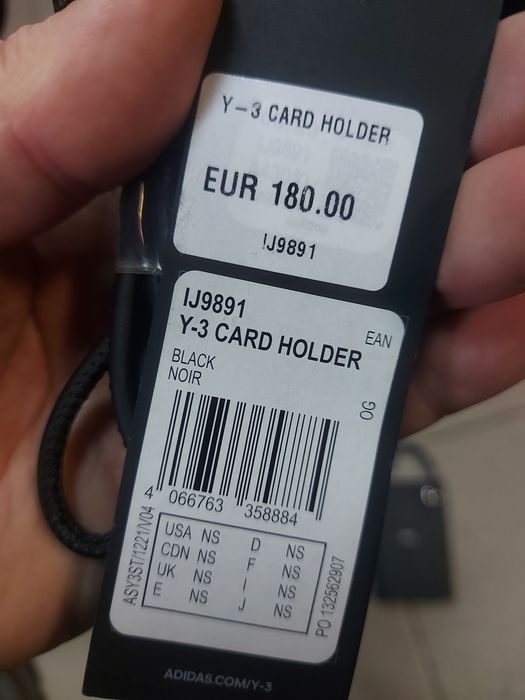 Y-3 CARD HOLDER
EUR 180.00
IJ9891
IJ9891
Y-3 CARD HOLDER
EAN
BLACK
NOIR
OG
4 066763 358884
ASY3ST/1221/V04
USA NS D NS
CDN NS F NS
UK NS I NS
E NS J NS
PO 132562907
ADIDAS.COM/Y-3